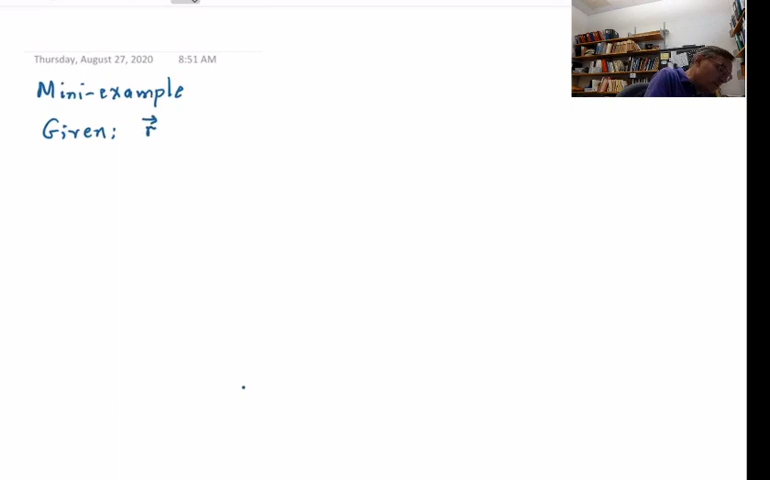 Thursday, August 27, 2020 8:51 AM
Mini-example
Given: r⃗